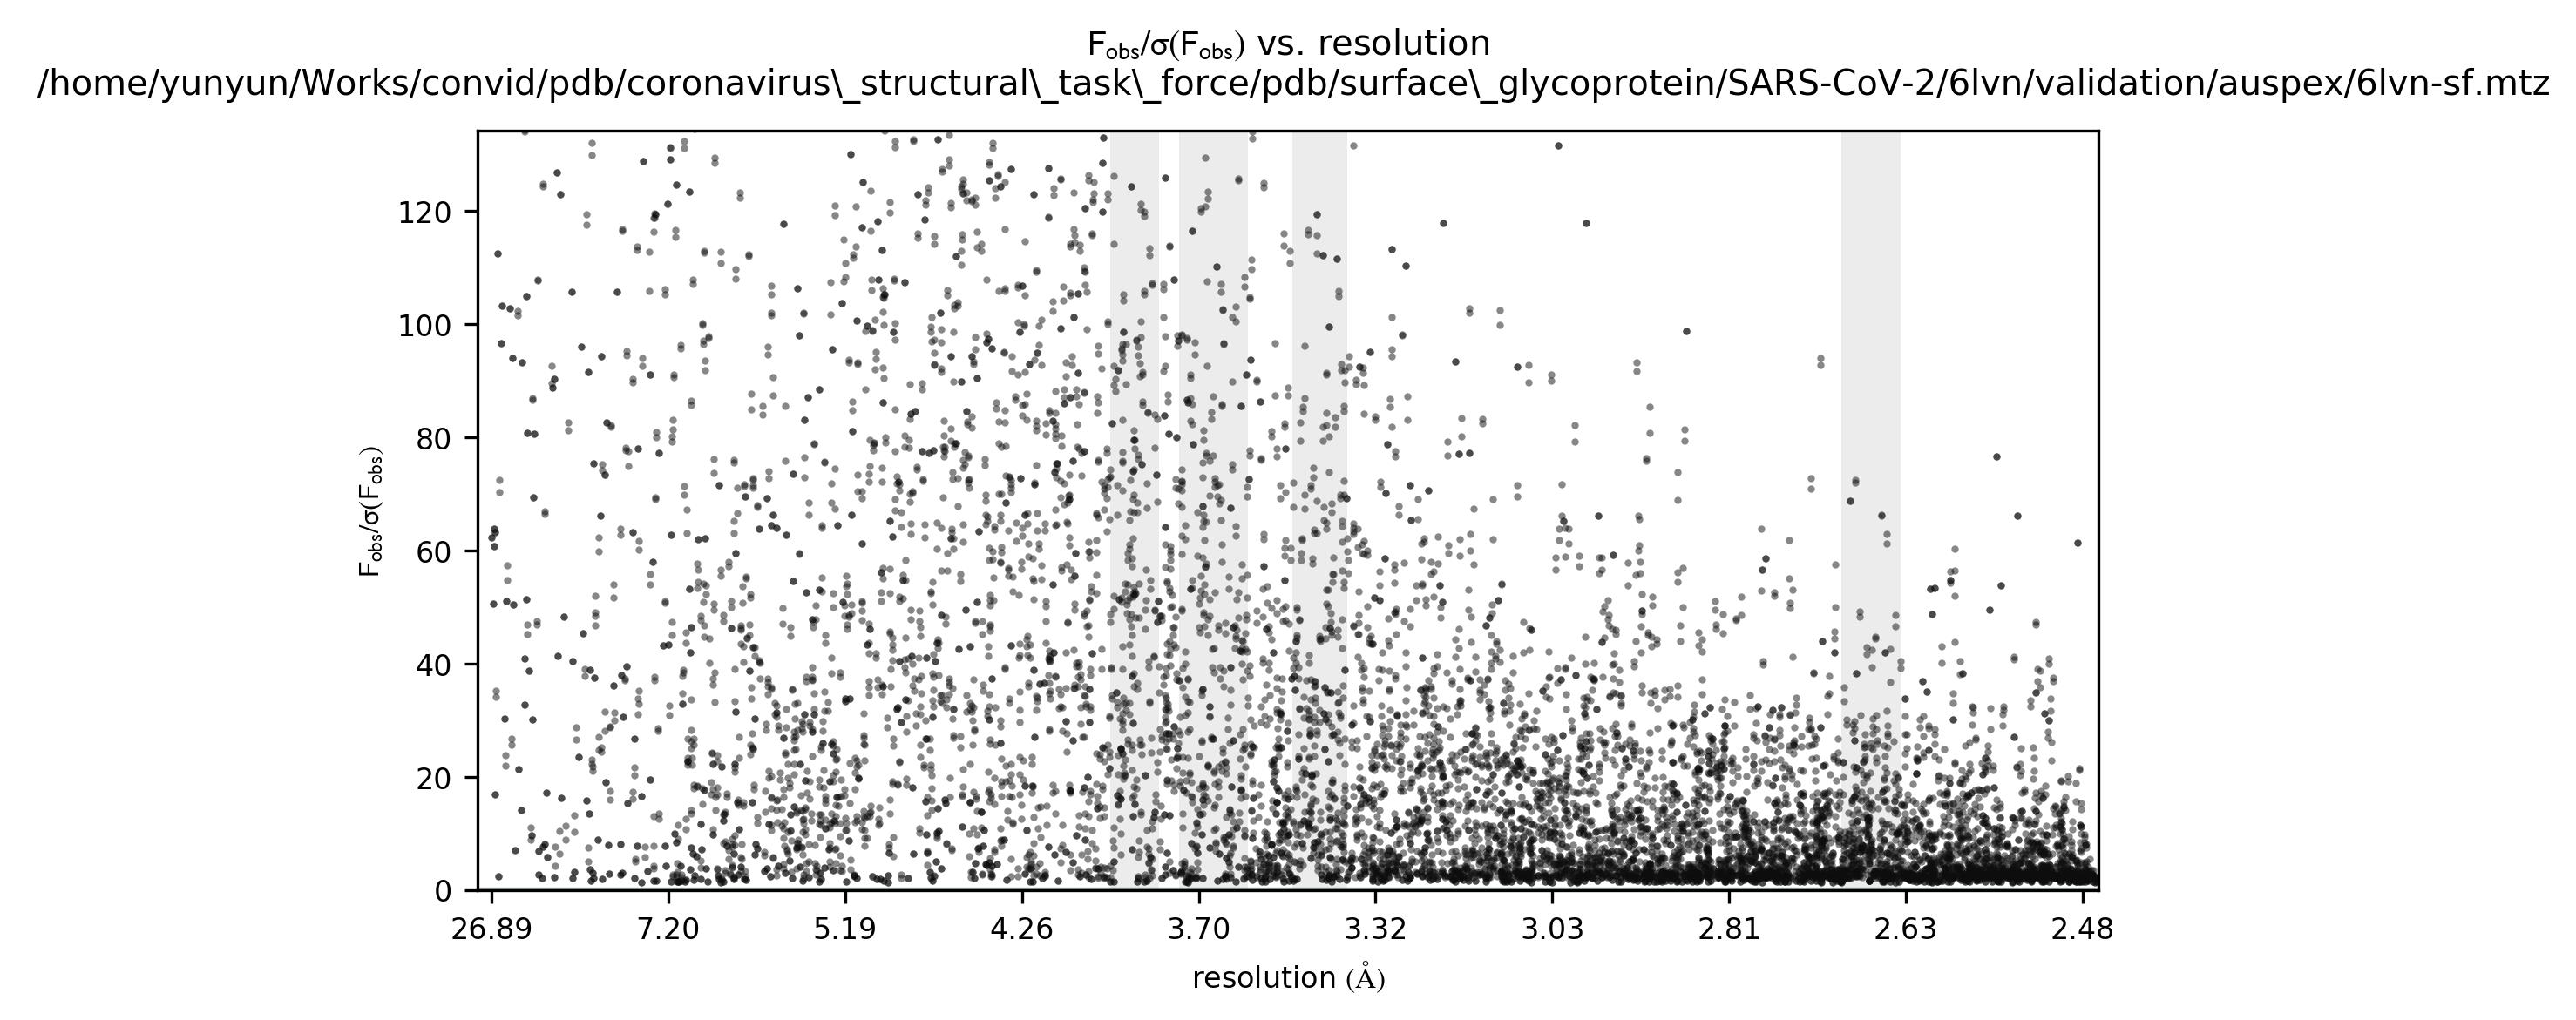 Fobs/σ(Fobs) vs. resolution
/home/yunyun/Works/convid/pdb/coronavirus\_structural\_task\_force/pdb/surface\_glycoprotein/SARS-CoV-2/6lvn/validation/auspex/6lvn-sf.mtz
Fobs/σ(Fobs)
120
100
80
60
40
20
0
26.89 7.20 5.19 4.26 3.70 3.32 3.03 2.81 2.63 2.48
resolution (Å)